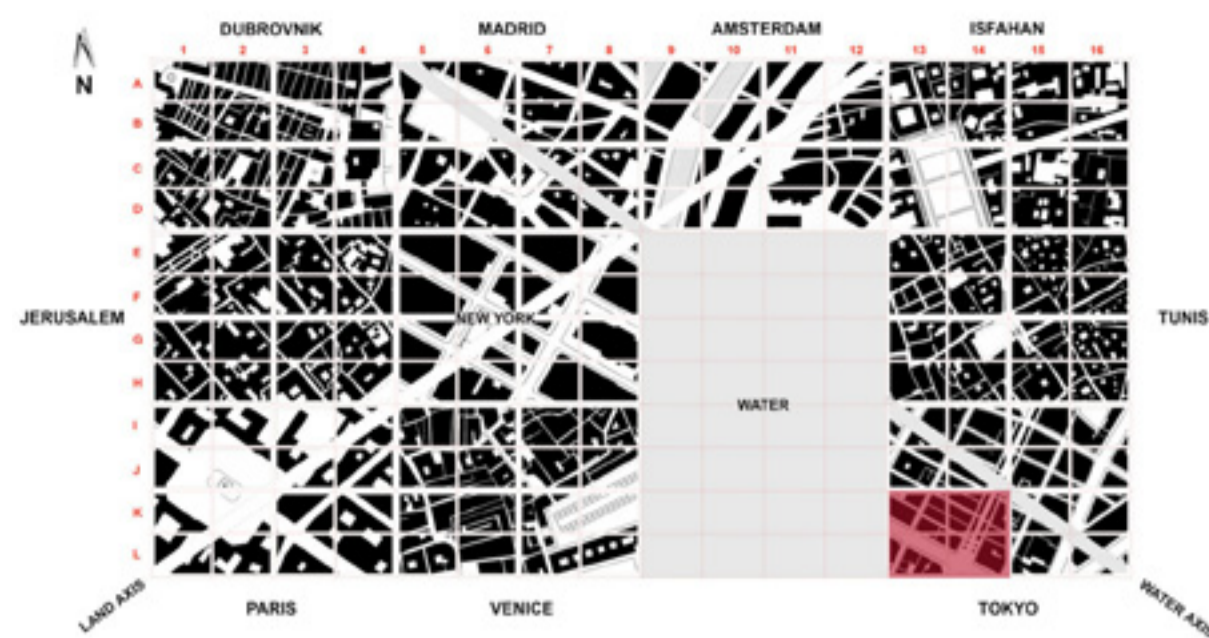 DUBROVNIK MADRID AMSTERDAM ISFAHAN
1 2 3 4 5 6 7 8 9 10 11 12 13 14 15 16
N
A
B
C
D
E
F
JERUSALEM NEW YORK TUNIS
G
H
WATER
I
J
K
L
LAND AXIS WATER AXIS
PARIS VENICE TOKYO